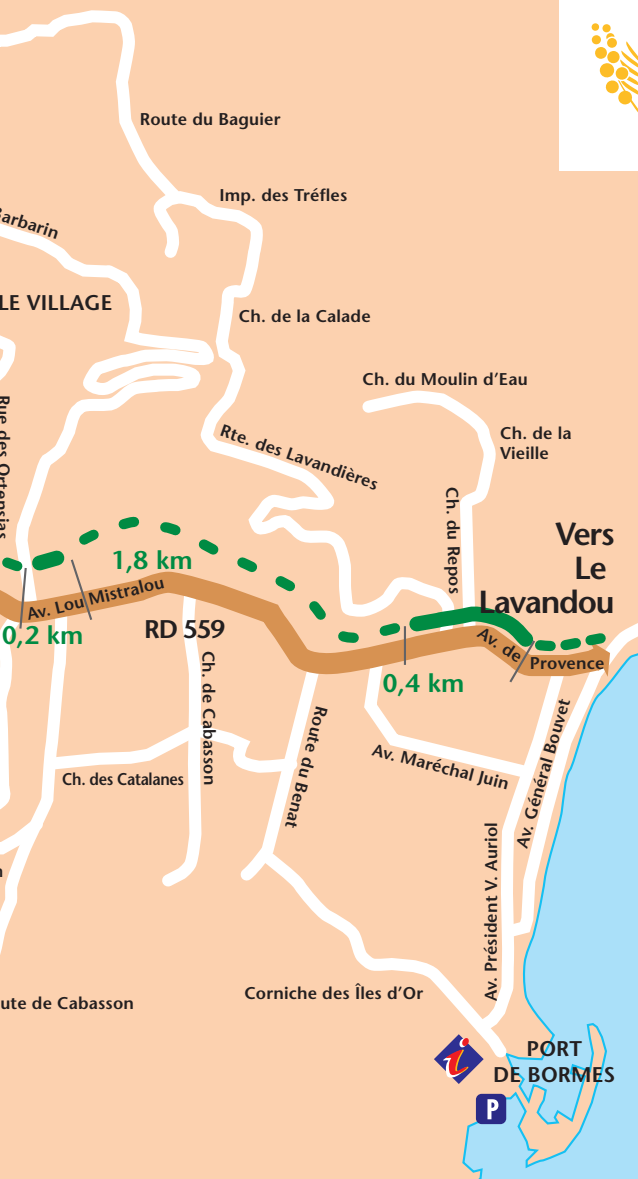 Route du Baguier
Imp. des Tréfles
LE VILLAGE
Ch. de la Calade
Ch. du Moulin d'Eau
Ch. de la
Vieille
Rte. des Lavandières
Rue des Ortensias
Ch. du Repos
Vers
Le
Lavandou
1,8 km
Av. Lou Mistralou
0,2 km
RD 559
Av. de
Provence
0,4 km
Ch. de Cabasson
Route du Benat
Av. Maréchal Juin
Av. Général Bouvet
Ch. des Catalanes
Av. Président V. Auriol
Corniche des Îles d'Or
ute de Cabasson
i
PORT
DE BORMES
P